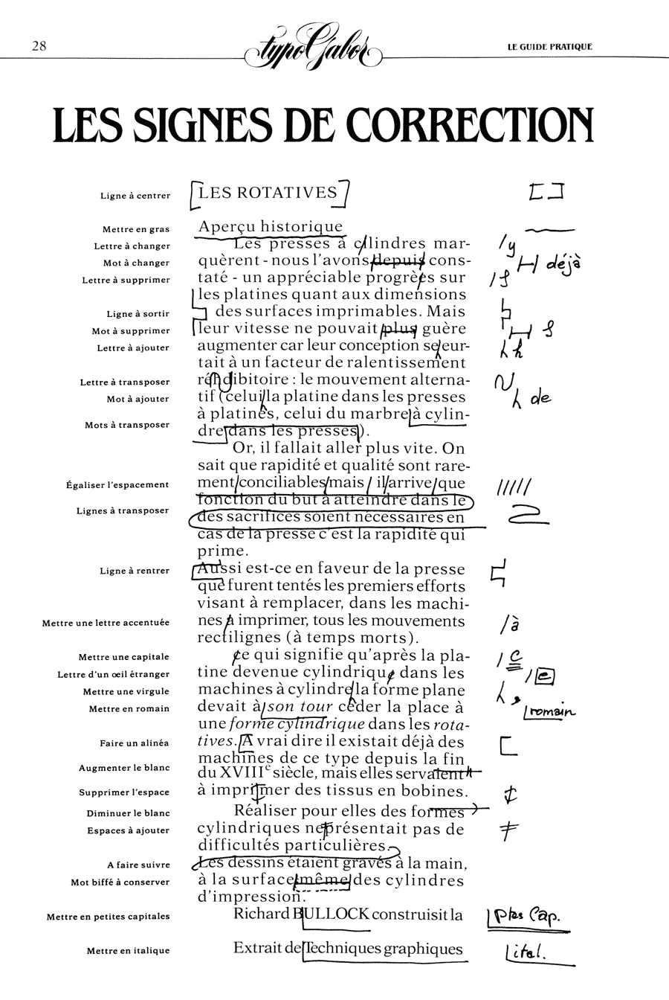 28 typoGabor LE GUIDE PRATIQUE
LES SIGNES DE CORRECTION
Ligne à centrer [LES ROTATIVES] [ ]
Mettre en gras Aperçu historique
Lettre à changer Les presses à cilindres mar- /y
Mot à changer quèrent - nous l'avons depuis cons- déjà
Lettre à supprimer taté - un appréciable progrèes sur
les platines quant aux dimensions
Ligne à sortir des surfaces imprimables. Mais
Mot à supprimer leur vitesse ne pouvait plus guère
Lettre à ajouter augmenter car leur conception se eur- h
tait à un facteur de ralentissement
Lettre à transposer réhdibitoire : le mouvement alterna-
Mot à ajouter tif (celui la platine dans les presses de
à platines, celui du marbre à cylin-
Mots à transposer dre dans les presses).
Or, il fallait aller plus vite. On
sait que rapidité et qualité sont rare-
Égaliser l'espacement ment/conciliables/mais/il/arrive/que /////
fonction du but à atteindre dans le
Lignes à transposer des sacrifices soient nécessaires en
cas de la presse c'est la rapidité qui
prime.
Ligne à rentrer Aussi est-ce en faveur de la presse
que furent tentés les premiers efforts
visant à remplacer, dans les machi-
Mettre une lettre accentuée nes a imprimer, tous les mouvements /à
rectilignes (à temps morts).
Mettre une capitale ce qui signifie qu'après la pla- /c
Lettre d'un œil étranger tine devenue cylindrique dans les /e
Mettre une virgule machines à cylindre la forme plane ,
Mettre en romain devait à son tour céder la place à romain
une forme cylindrique dans les rota-
Faire un alinéa tives. [A vrai dire il existait déjà des [
machines de ce type depuis la fin
Augmenter le blanc du XVIIIe siècle, mais elles servaient
Supprimer l'espace à imprimer des tissus en bobines.
Diminuer le blanc Réaliser pour elles des formes
Espaces à ajouter cylindriques neprésentait pas de
difficultés particulières.
A faire suivre Les dessins étaient gravés à la main,
Mot biffé à conserver à la surface même des cylindres
d'impression.
Mettre en petites capitales Richard BULLOCK construisit la ptes Cap.
Mettre en italique Extrait de Techniques graphiques ital.